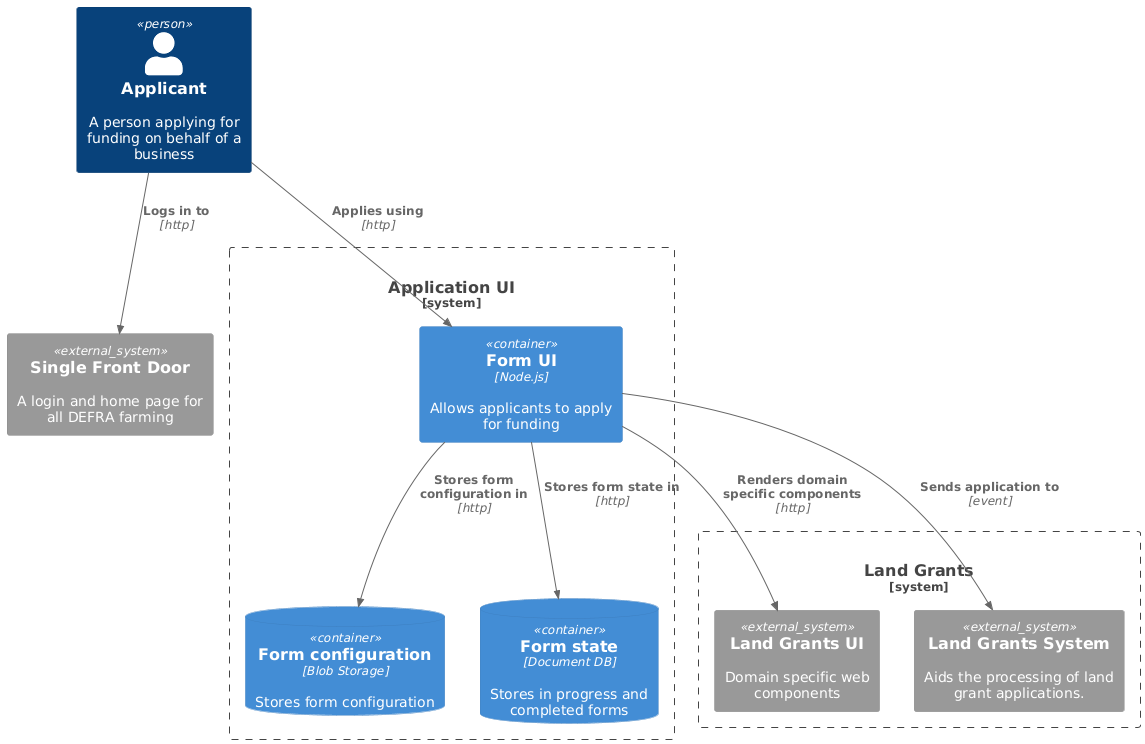 «person»
Applicant
A person applying for
funding on behalf of a
business
Logs in to
[http]
Applies using
[http]
Application UI
[system]
«external_system»
Single Front Door
A login and home page for
all DEFRA farming
«container»
Form UI
[Node.js]
Allows applicants to apply
for funding
Stores form
configuration in
[http]
Stores form state in
[http]
Renders domain
specific components
[http]
Sends application to
[event]
Land Grants
[system]
«container»
Form configuration
[Blob Storage]
Stores form configuration
«container»
Form state
[Document DB]
Stores in progress and
completed forms
«external_system»
Land Grants UI
Domain specific web
components
«external_system»
Land Grants System
Aids the processing of land
grant applications.